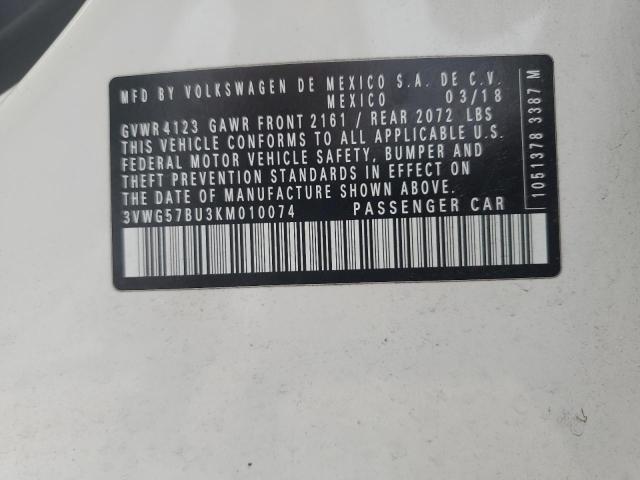 MFD BY VOLKSWAGEN DE MEXICO S.A. DE C.V.
MEXICO 03/18
GVWR 4123 GAWR FRONT 2161 / REAR 2072 LBS
THIS VEHICLE CONFORMS TO ALL APPLICABLE U.S.
FEDERAL MOTOR VEHICLE SAFETY, BUMPER AND
THEFT PREVENTION STANDARDS IN EFFECT ON
THE DATE OF MANUFACTURE SHOWN ABOVE.
3VWG57BU3KM010074 PASSENGER CAR
1051378 3387 M